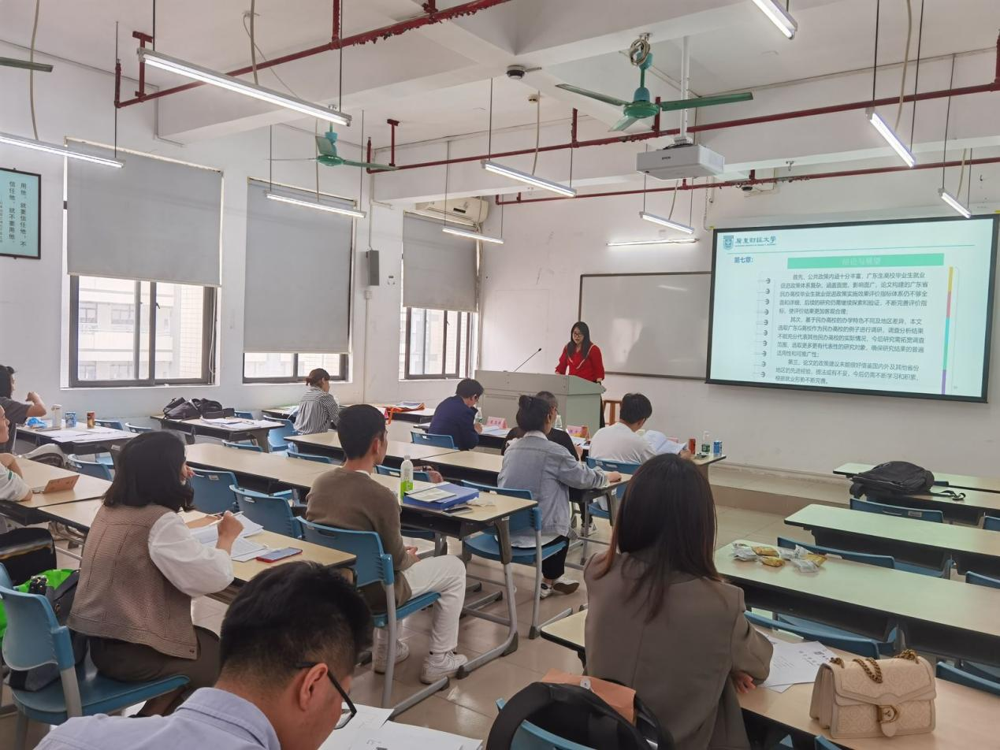 用他,就要信任他;不
信任他,就不要用他。
EPSON
廣東财經大學
第七章:
结论与展望
首先,公共政策内涵十分丰富,广东生高校毕业生就业
促进政策体系复杂、涵盖面宽、影响面广,论文构建的广东省
民办高校毕业生就业促进政策实施效果评价指标体系仍不够全
面和详细,后续的研究仍需继续探索和验证,不断完善评价指
标,使评价结果更加客观合理;
其次,基于民办高校的办学特色不同及地区差异,本文
选取广东G高校作为民办高校的例子进行调研,调查分析结果
不能充分代表其他民办高校的实际情况,今后研究需拓宽调查
范围,选取更多更有代表性的研究对象,确保研究结果的普遍
适用性和可推广性;
第三,论文的政策建议未能很好借鉴国内外及其他省份
地区的先进经验,提法或有不妥,今后仍需不断学习和积累,
根据就业形势不断完善。